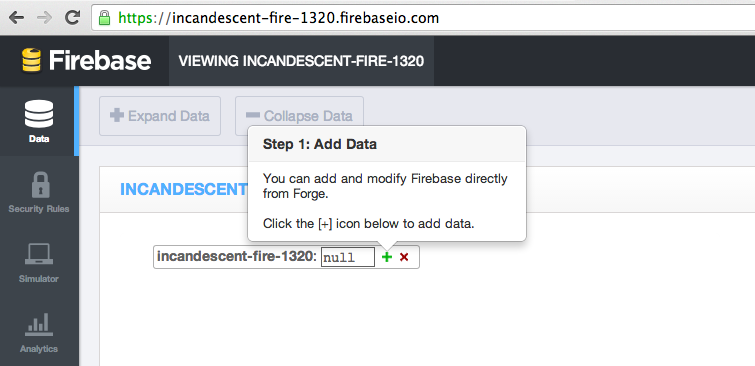 https://incandescent-fire-1320.firebaseio.com
Firebase
VIEWING INCANDESCENT-FIRE-1320
Data
Security Rules
Simulator
Analytics
Expand Data
Collapse Data
INCANDESCENT
Step 1: Add Data
You can add and modify Firebase directly
from Forge.
Click the [+] icon below to add data.
incandescent-fire-1320: null